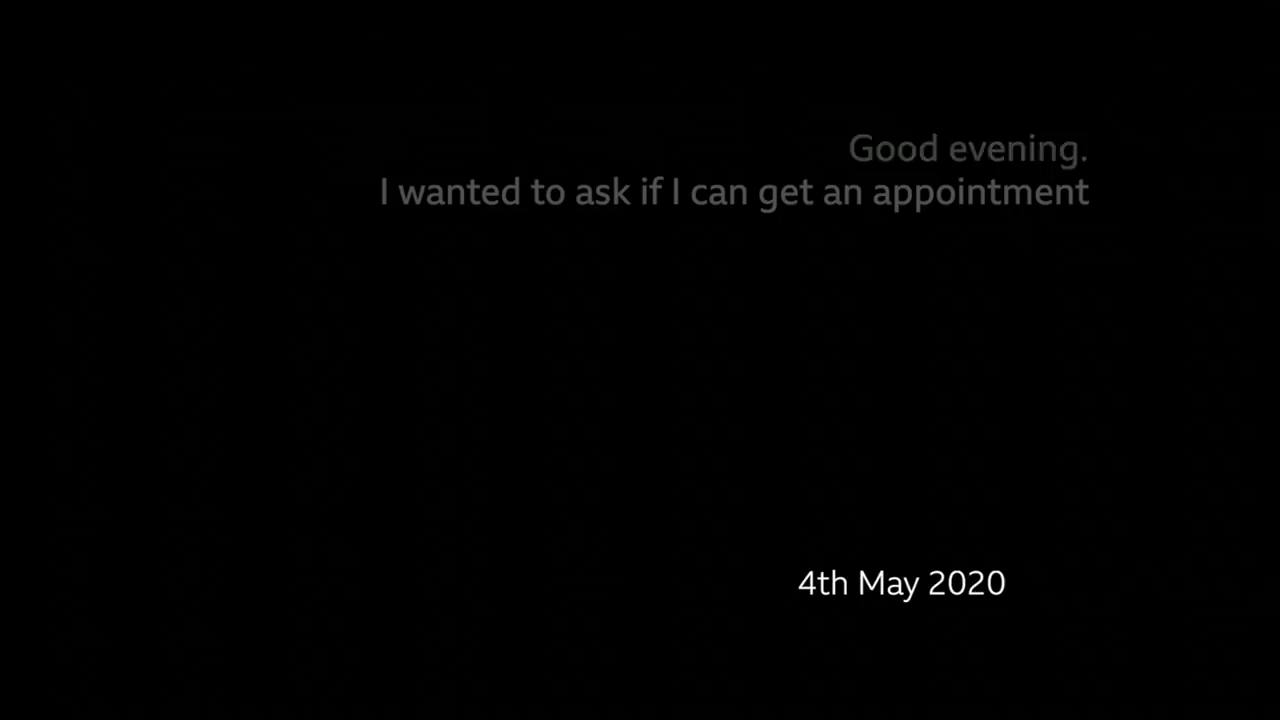 Good evening.
I wanted to ask if I can get an appointment
4th May 2020